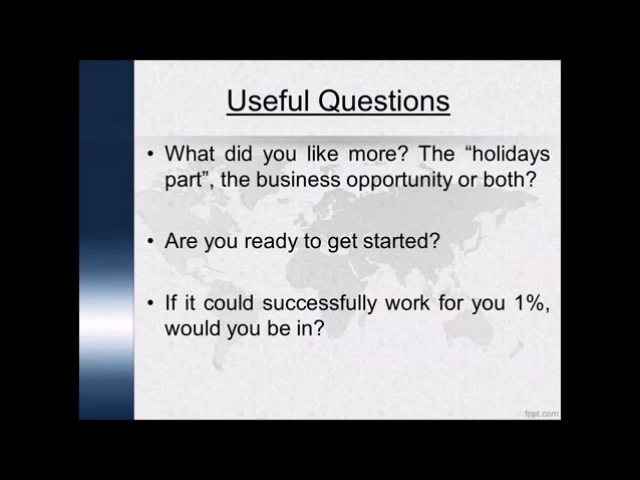 Useful Questions
• What did you like more? The “holidays
part”, the business opportunity or both?
• Are you ready to get started?
• If it could successfully work for you 1%,
would you be in?
fppt.com